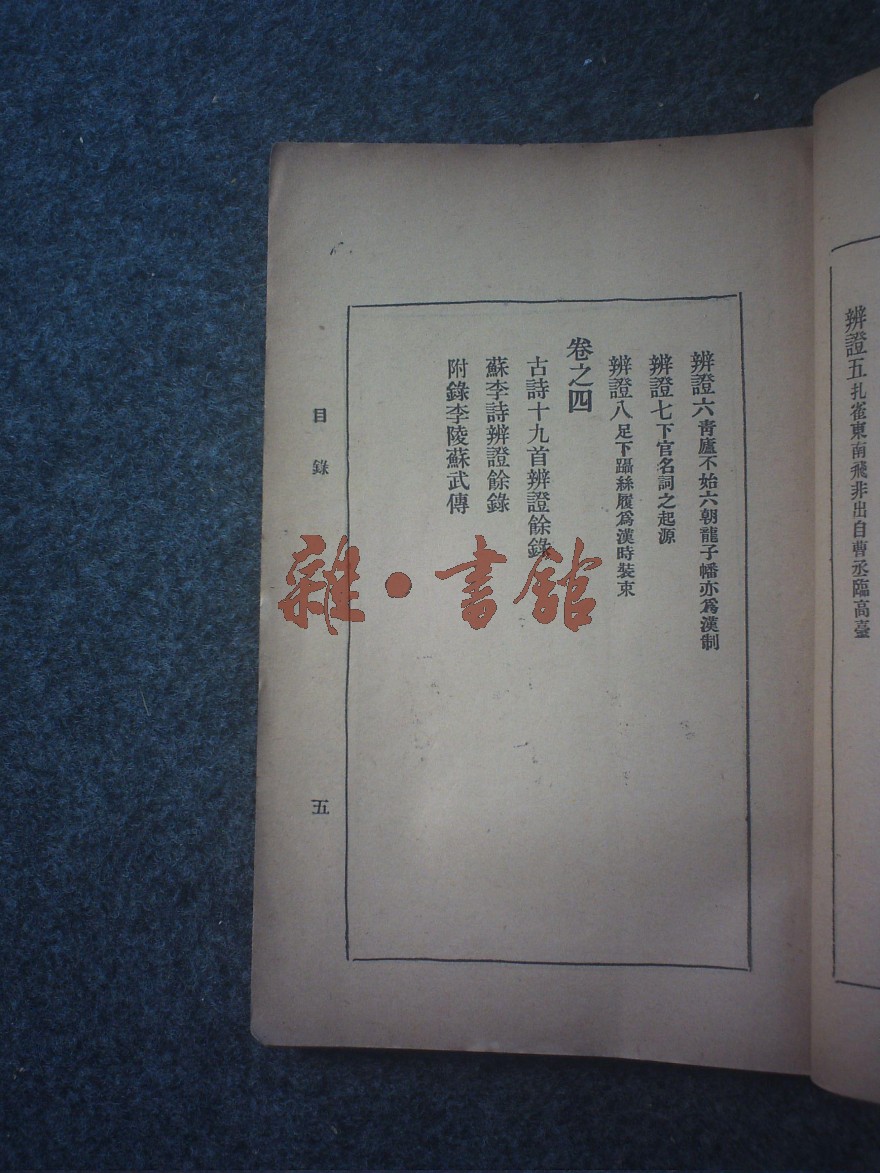 辨證五孔雀東南飛非出自曹丕臨高臺
辨證六青廬不始六朝龍子幡亦爲漢制
辨證七下官名詞之起源
辨證八足下躡絲履爲漢時裝束
卷之四
古詩十九首辨證餘錄
蘇李詩辨證餘錄
附錄李陵蘇武傳
目錄
五
雜·書館